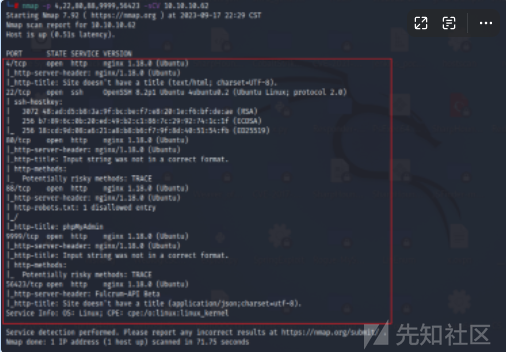 nmap -p 4,22,80,88,9999,56423 -sCV 10.10.10.62
Starting Nmap 7.92 ( https://nmap.org ) at 2023-09-17 22:29 CST
Nmap scan report for 10.10.10.62
Host is up (0.53s latency).
PORT STATE SERVICE VERSION
4/tcp open http nginx 1.18.0 (Ubuntu)
|_http-server-header: nginx/1.18.0 (Ubuntu)
|_http-title: Site doesn't have a title (text/html; charset=UTF-8).
22/tcp open ssh OpenSSH 8.2p1 Ubuntu 4ubuntu0.2 (Ubuntu Linux; protocol 2.0)
| ssh-hostkey:
| 3072 (RSA)
| 256 (ECDSA)
|_ 256 (ED25519)
80/tcp open http nginx 1.18.0 (Ubuntu)
|_http-server-header: nginx/1.18.0 (Ubuntu)
|_http-title: Input string was not in a correct format.
| http-methods:
|_ Potentially risky methods: TRACE
88/tcp open http nginx 1.18.0 (Ubuntu)
|_http-server-header: nginx/1.18.0 (Ubuntu)
| http-robots.txt: 1 disallowed entry
|_/
|_http-title: phpMyAdmin
9999/tcp open http nginx 1.18.0 (Ubuntu)
|_http-server-header: nginx/1.18.0 (Ubuntu)
|_http-title: Input string was not in a correct format.
| http-methods:
|_ Potentially risky methods: TRACE
56423/tcp open http nginx 1.18.0 (Ubuntu)
|_http-server-header: Fulcrum-API Beta
|_http-title: Site doesn't have a title (application/json;charset=utf-8).
Service Info: OS: Linux; CPE: cpe:/o:linux:linux_kernel
Service detection performed. Please report any incorrect results at https://nmap.org/submit/
Nmap done: 1 IP address (1 host up) scanned in 71.75 seconds
先知社区